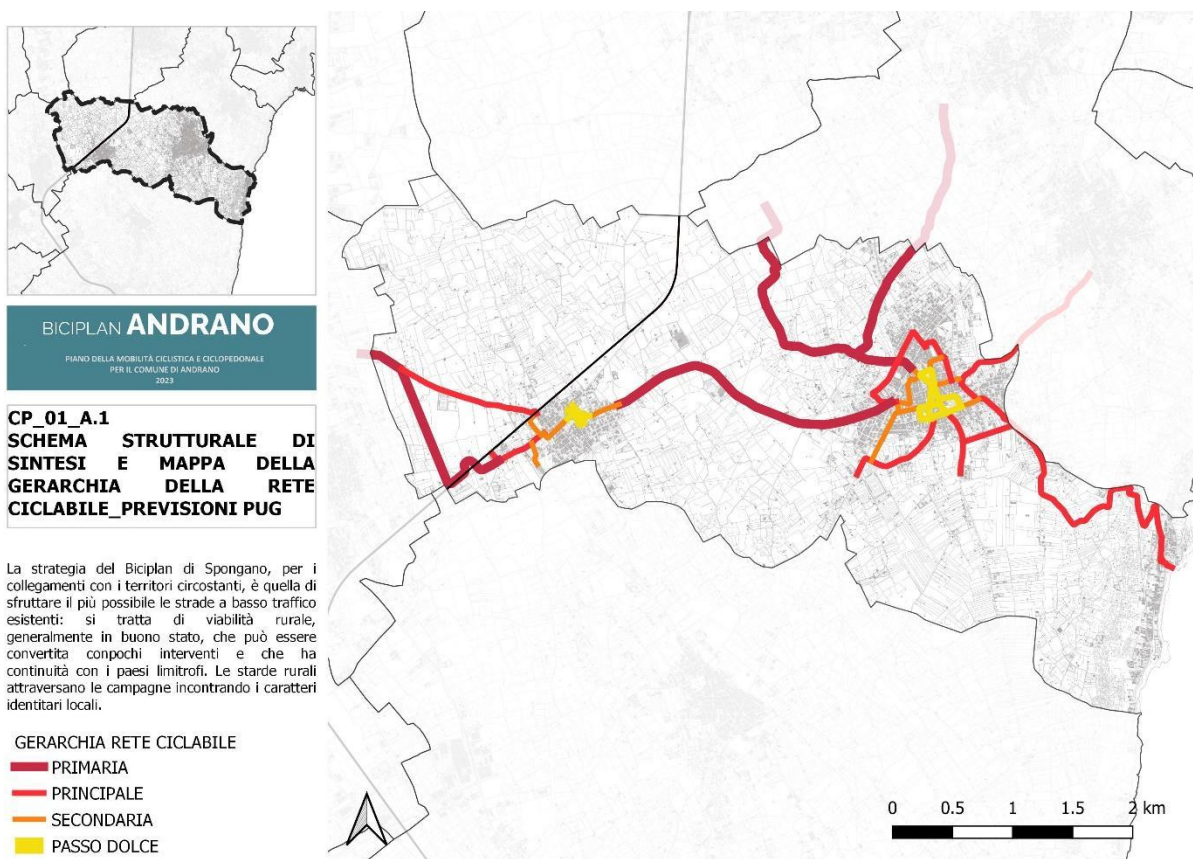 BICIPLAN ANDRANO
PIANO DELLA MOBILITÀ CICLISTICA E CICLOPEDONALE
PER IL COMUNE DI ANDRANO
2023
CP_01_A.1
SCHEMA STRUTTURALE DI
SINTESI E MAPPA DELLA
GERARCHIA DELLA RETE
CICLABILE_PREVISIONI PUG
La strategia del Biciplan di Spongano, per i
collegamenti con i territori circostanti, è quella di
sfruttare il più possibile le strade a basso traffico
esistenti: si tratta di viabilità rurale,
generalmente in buono stato, che può essere
convertita conpochi interventi e che ha
continuità con i paesi limitrofi. Le starde rurali
attraversano le campagne incontrando i caratteri
identitari locali.
GERARCHIA RETE CICLABILE
PRIMARIA
PRINCIPALE
SECONDARIA
PASSO DOLCE
0 0.5 1 1.5 2 km